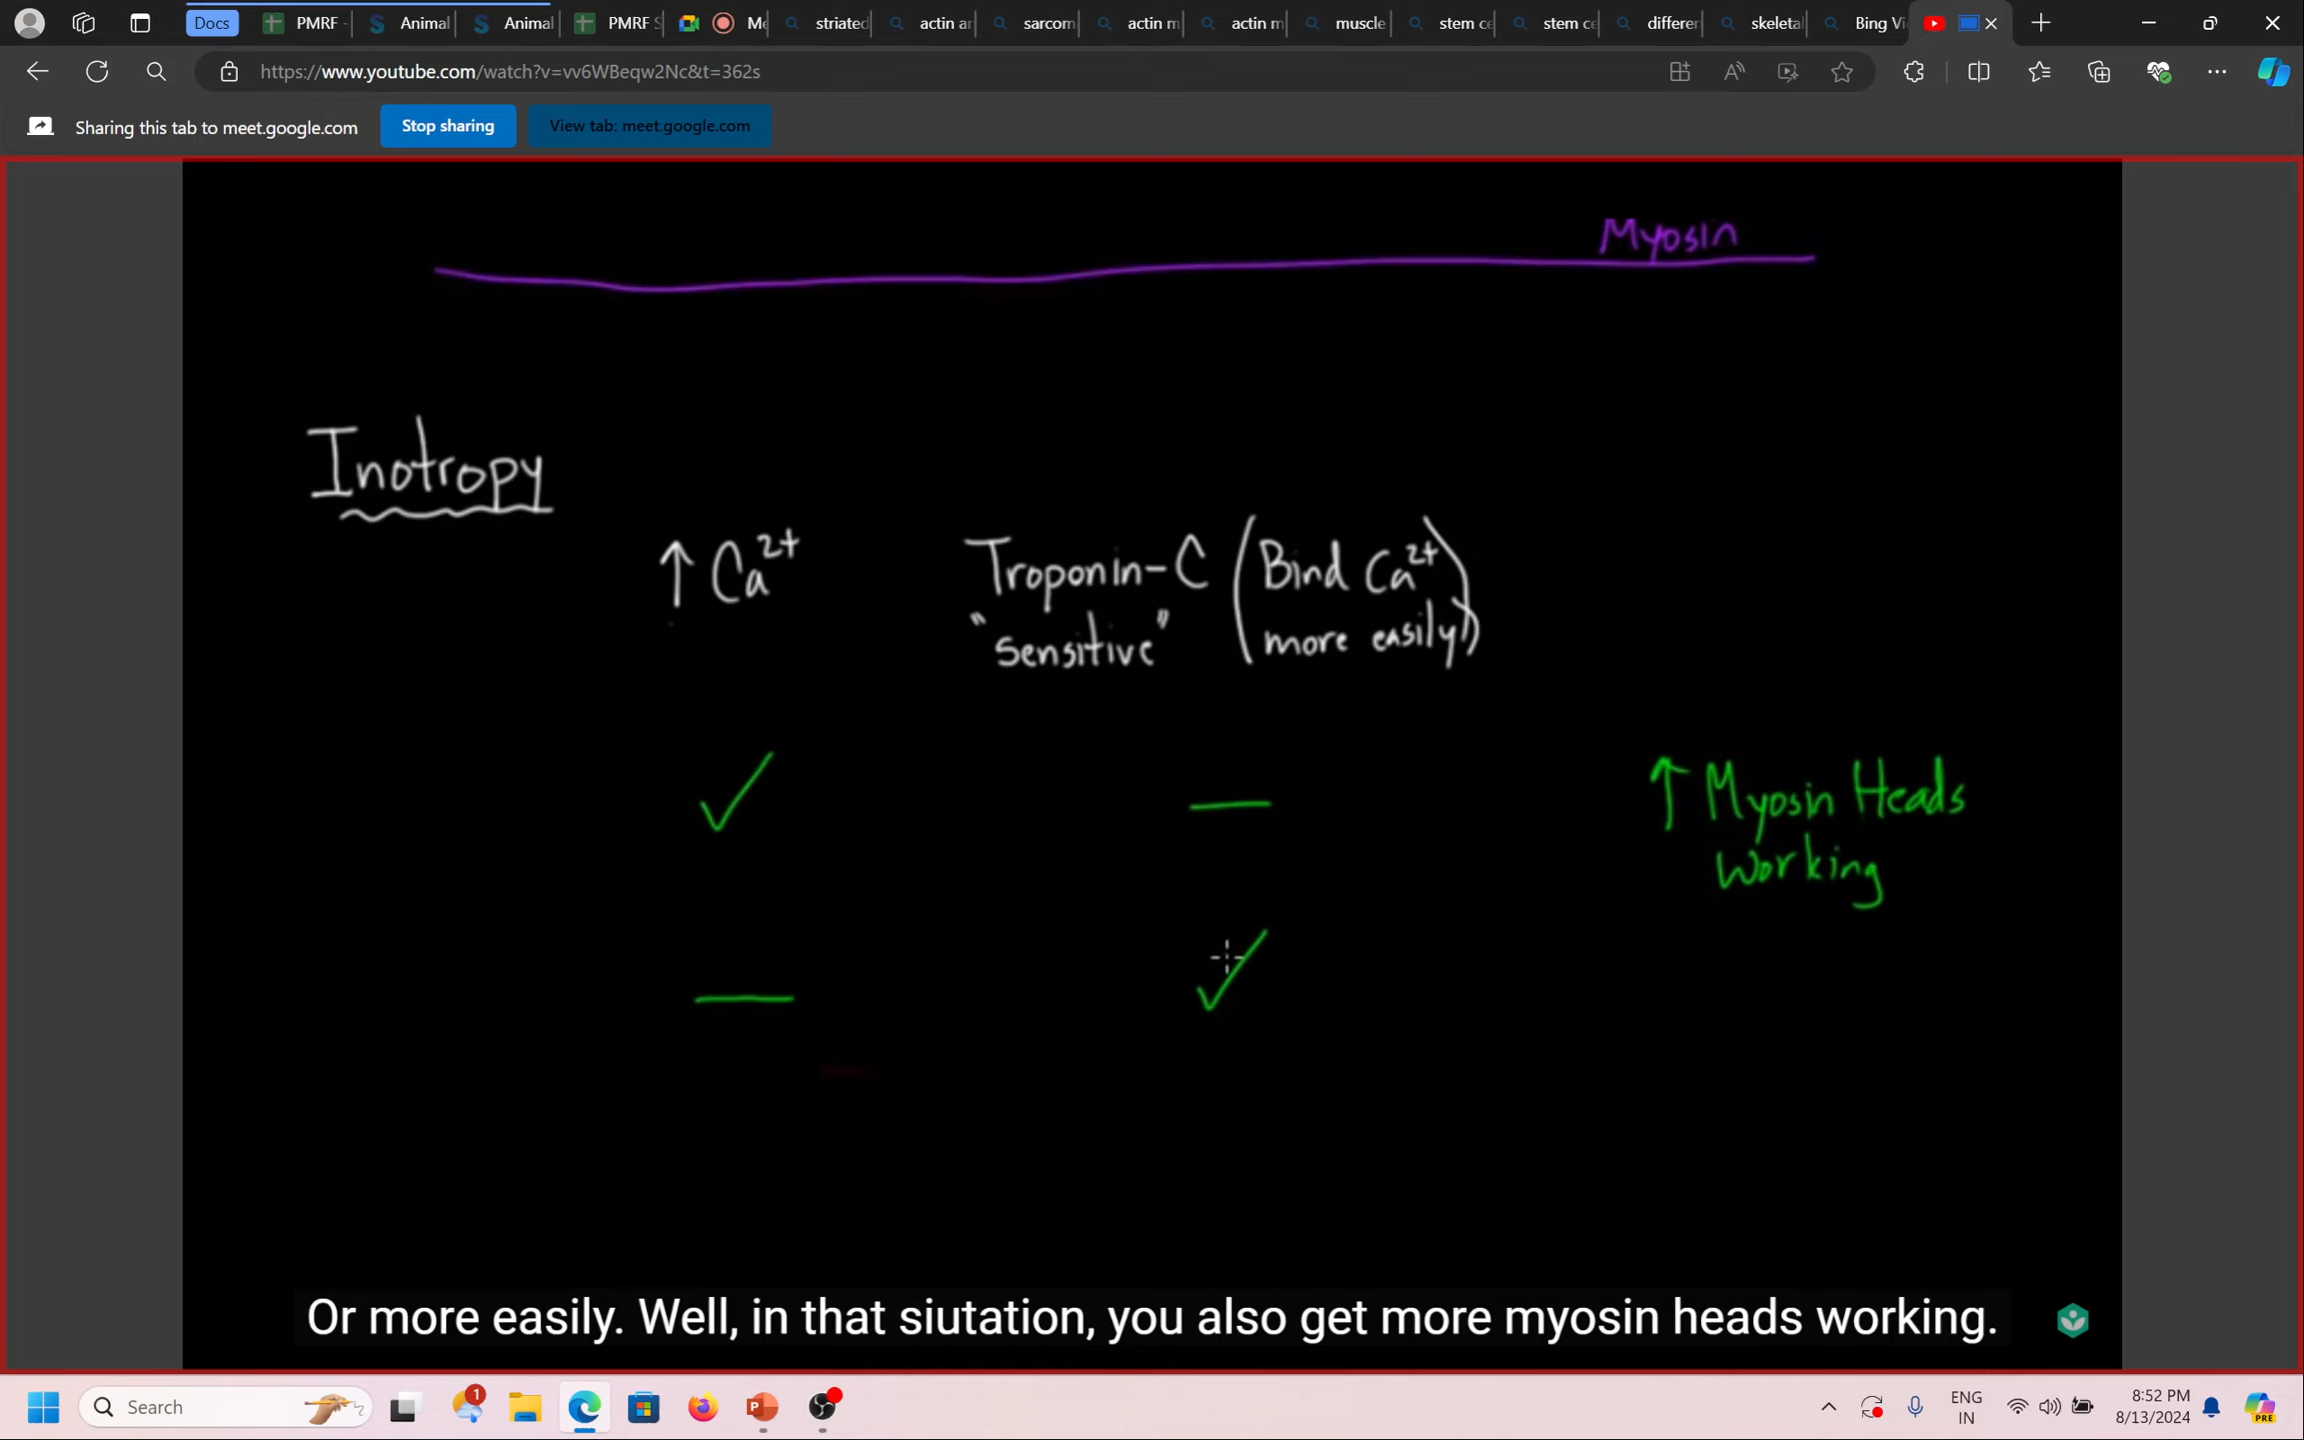 Docs PMRF - Animal Animal PMRF S Me striated actin ar sarcom actin m actin m muscle stem ce stem ce differer skeletal Bing Vi
https://www.youtube.com/watch?v=vv6WBeqw2Nc&t=362s
Sharing this tab to meet.google.com Stop sharing View tab: meet.google.com
Myosin
Inotropy
↑ Ca2+ Troponin-C (Bind Ca2+
"sensitive" more easily)
↑ Myosin Heads
Working
Or more easily. Well, in that siutation, you also get more myosin heads working.
Search 1 ENG 8:52 PM
IN 8/13/2024 PRE